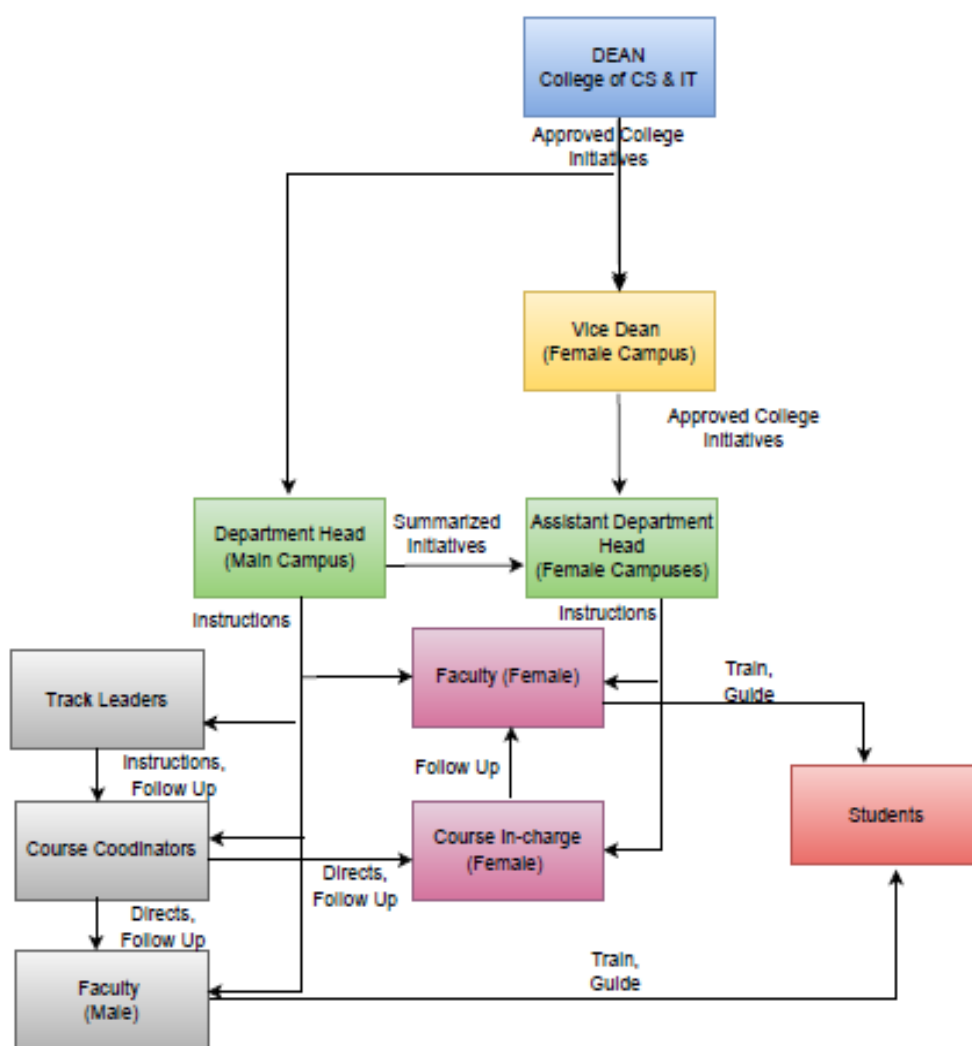 DEAN
College of CS & IT
Approved College
Initiatives
Vice Dean
(Female Campus)
Approved College
Initiatives
Department Head
(Main Campus)
Summarized
Initiatives
Assistant Department
Head
(Female Campuses)
Instructions
Instructions
Track Leaders
Faculty (Female)
Train,
Guide
Instructions,
Follow Up
Follow Up
Course Coodinators
Course In-charge
(Female)
Students
Directs,
Follow Up
Directs,
Follow Up
Faculty
(Male)
Train,
Guide